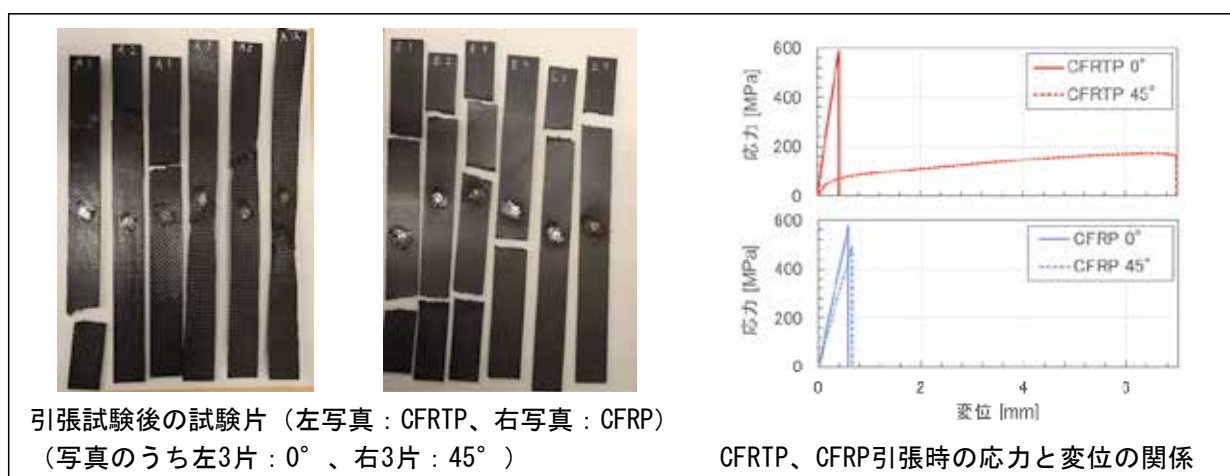 A1
A2
引張試験後の試験片（左写真：CFRTP、右写真：CFRP）
（写真のうち左3片：0°、右3片：45°）
600
400
200
0
応力 [MPa]
CFRTP 0°
CFRTP 45°
600
400
200
0
応力 [MPa]
CFRP 0°
CFRP 45°
0 2 4 6
変位 [mm]
CFRTP、CFRP引張時の応力と変位の関係